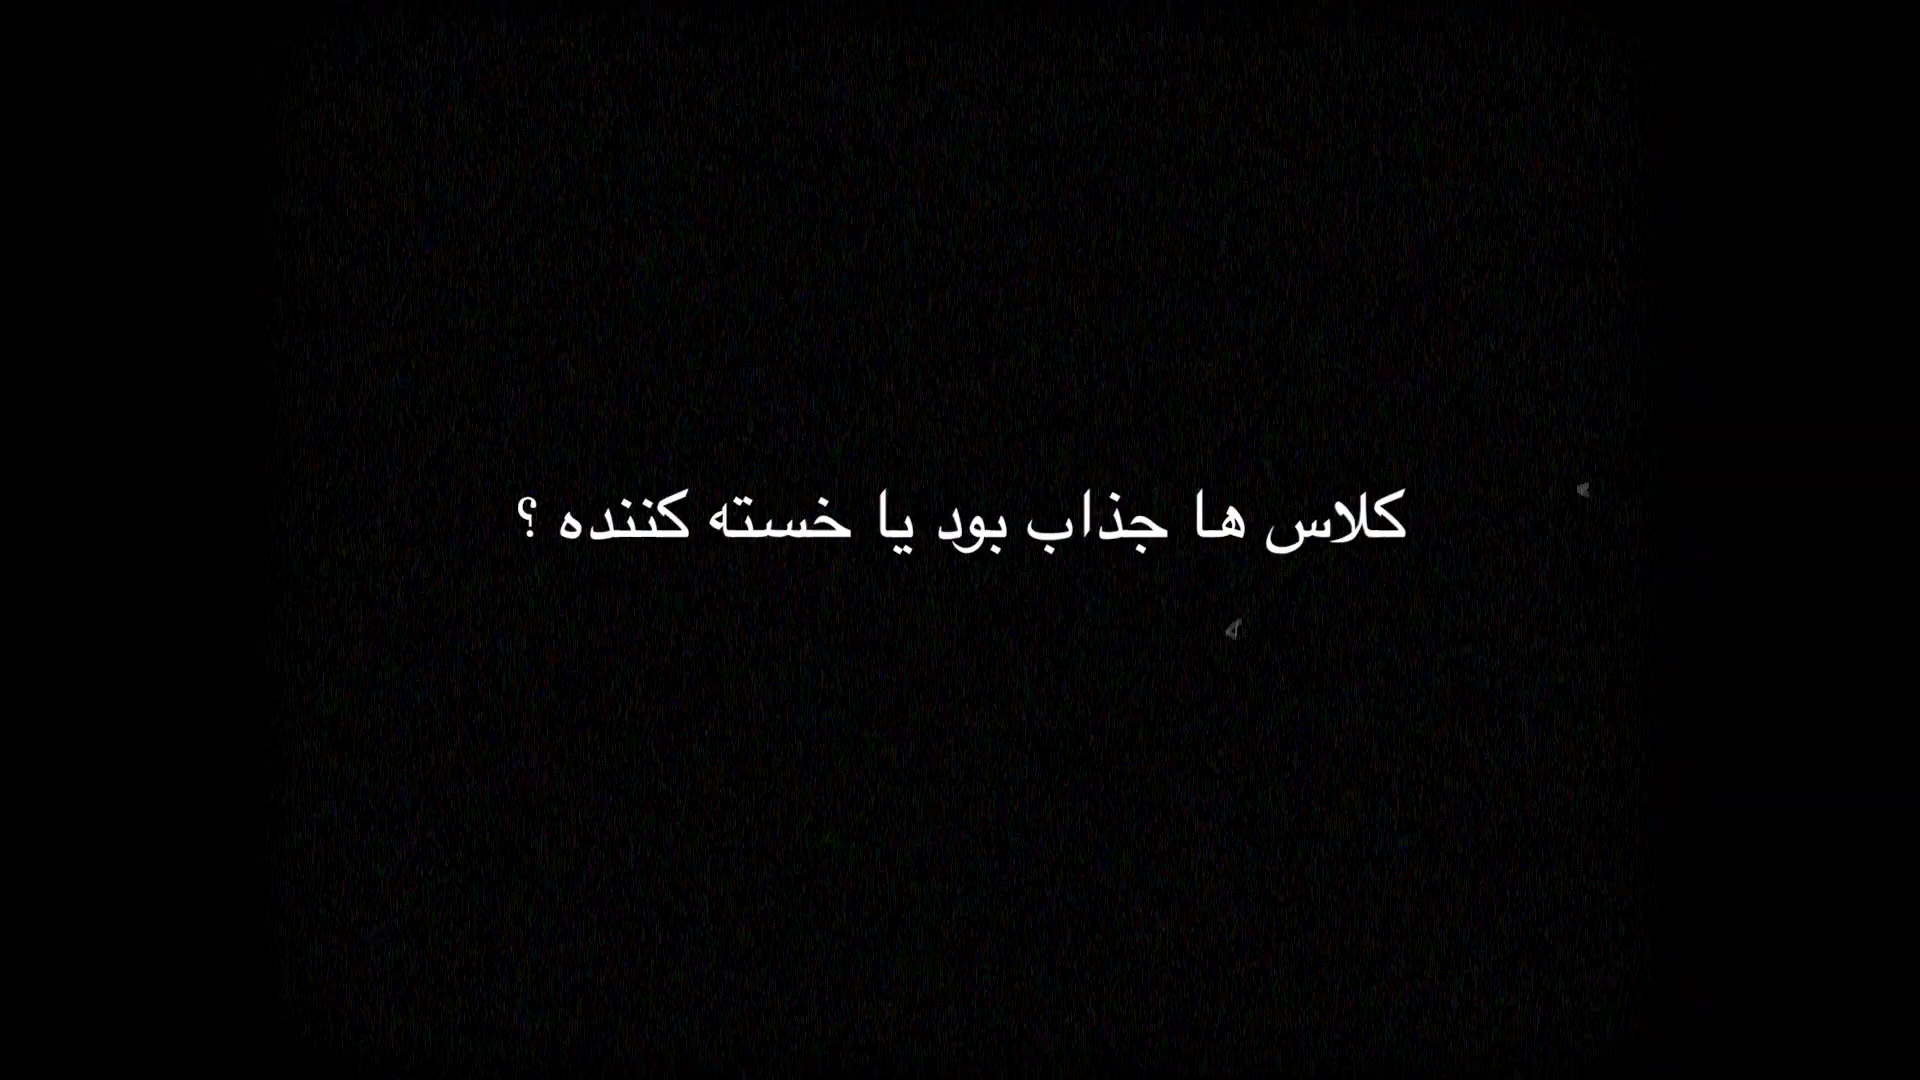 کلاس ها جذاب بود یا خسته کننده ؟